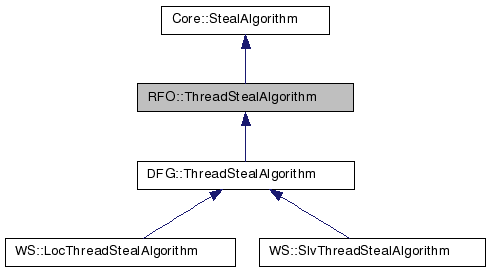 Core::StealAlgorithm
RFO::ThreadStealAlgorithm
DFG::ThreadStealAlgorithm
WS::LocThreadStealAlgorithm
WS::SlvThreadStealAlgorithm